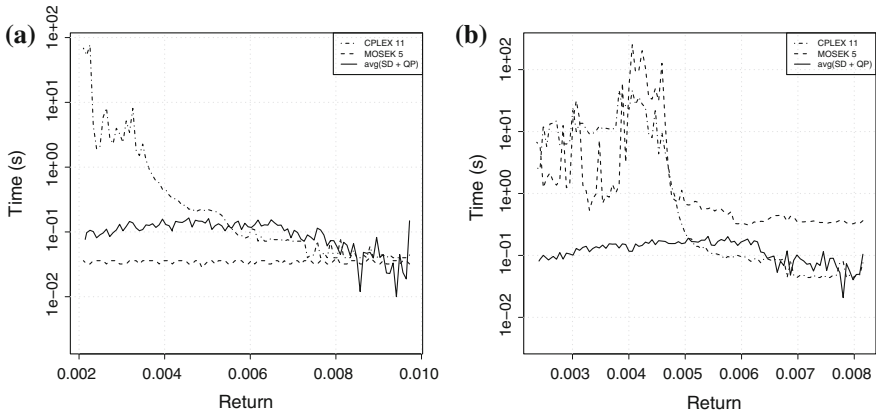 (a)
1e+02
1e+01
1e+00
1e-01
1e-02
Time (s)
CPLEX 11
MOSEK 5
avg(SD + QP)
0.002
0.004
0.006
0.008
0.010
Return
(b)
1e+02
1e+01
1e+00
1e-01
1e-02
Time (s)
CPLEX 11
MOSEK 5
avg(SD + QP)
0.003
0.004
0.005
0.006
0.007
0.008
Return